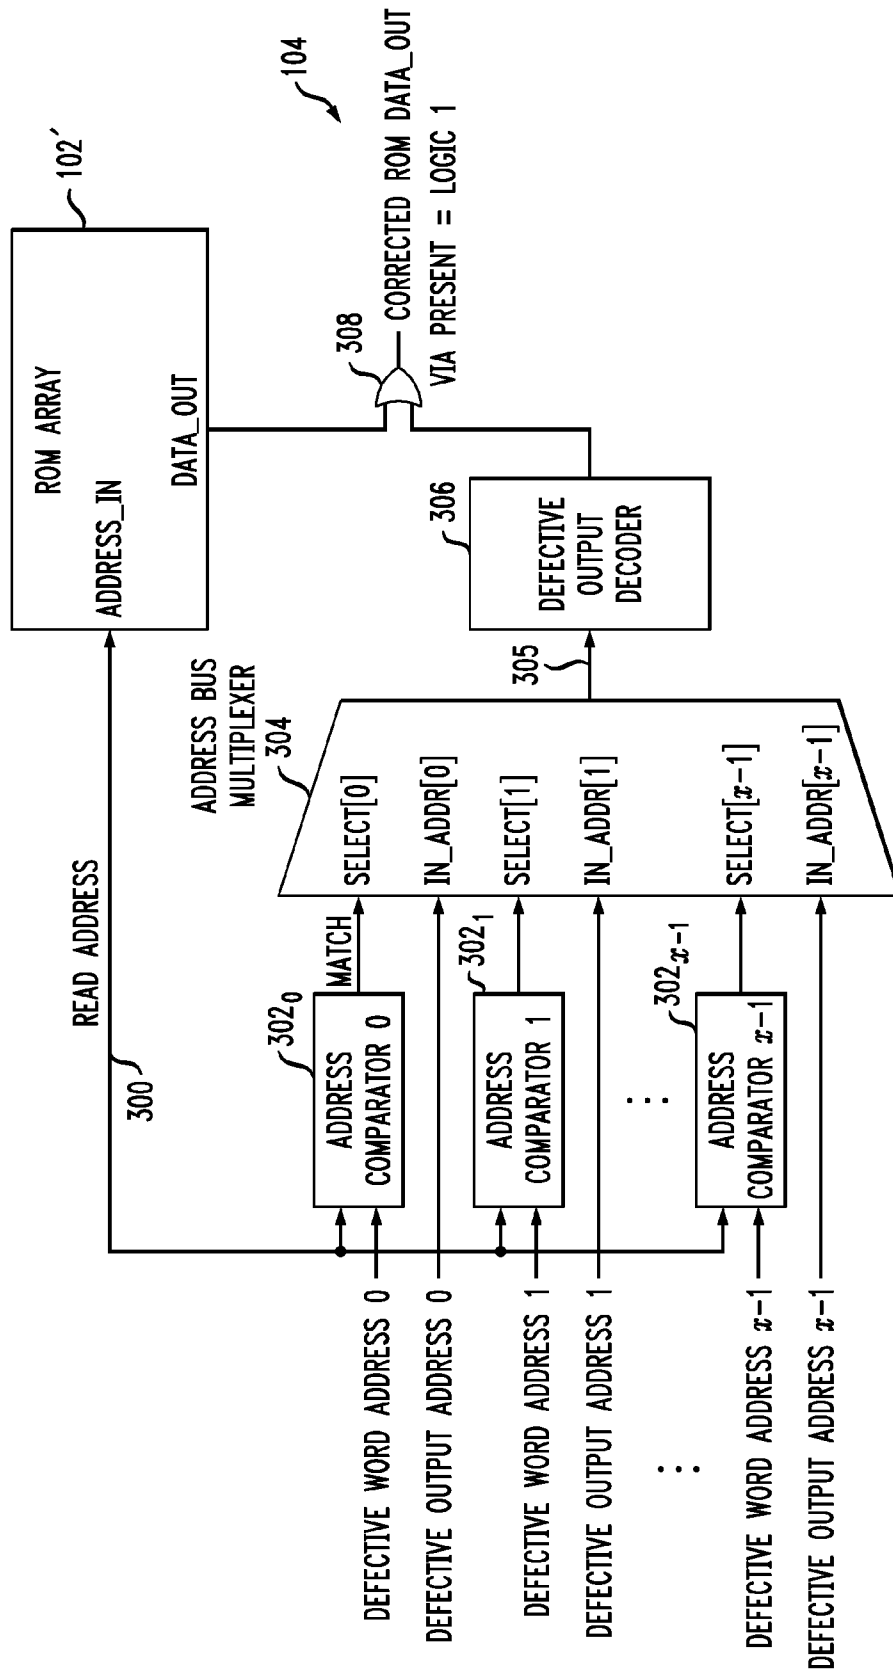 102′
ROM ARRAY
ADDRESS_IN
DATA_OUT
READ ADDRESS
300
104
308
CORRECTED ROM DATA_OUT
VIA PRESENT = LOGIC 1
ADDRESS BUS
MULTIPLEXER
304
306
DEFECTIVE
OUTPUT
DECODER
305
302₀
MATCH
ADDRESS
COMPARATOR 0
SELECT[0]
IN_ADDR[0]
DEFECTIVE WORD ADDRESS 0
DEFECTIVE OUTPUT ADDRESS 0
302₁
ADDRESS
COMPARATOR 1
SELECT[1]
IN_ADDR[1]
DEFECTIVE WORD ADDRESS 1
DEFECTIVE OUTPUT ADDRESS 1
...
...
302x−1
ADDRESS
COMPARATOR x−1
SELECT[x−1]
IN_ADDR[x−1]
DEFECTIVE WORD ADDRESS x−1
DEFECTIVE OUTPUT ADDRESS x−1